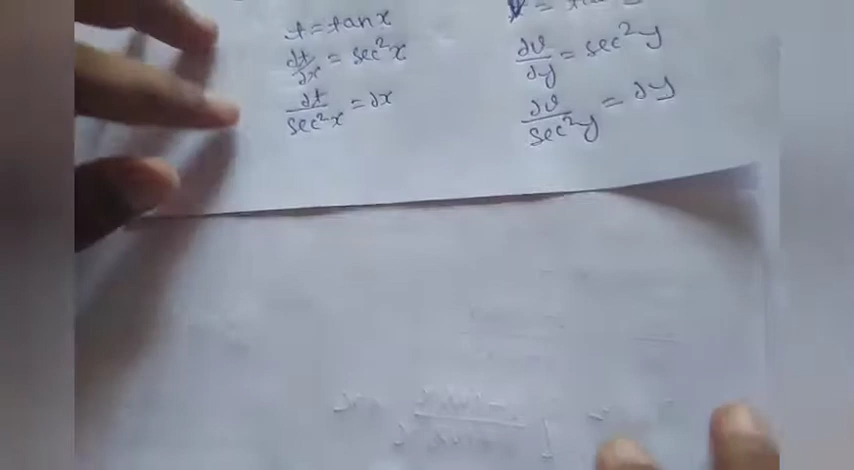 t = tan x
dt/dx = sec²x
dt/sec²x = dx
v =
dv/dy = sec²y
dv/sec²y = dy